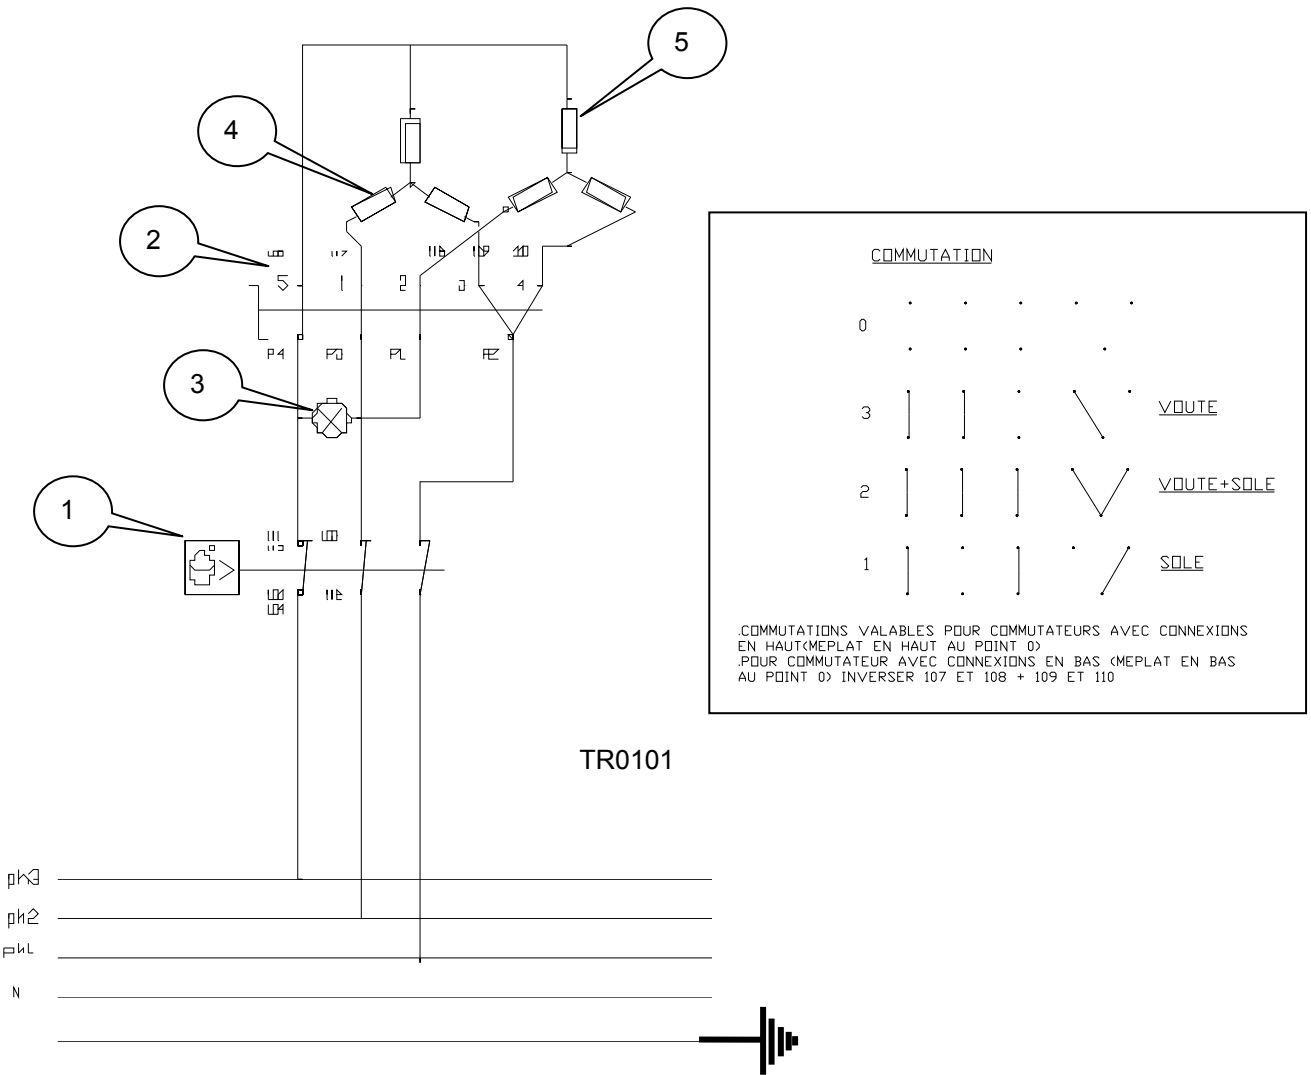 5
4
2
5 1 2 3 4
P4
3
1
COMMUTATION
0
3 VOUTE
2 VOUTE+SOLE
1 SOLE
.COMMUTATIONS VALABLES POUR COMMUTATEURS AVEC CONNEXIONS
EN HAUT(MEPLAT EN HAUT AU POINT 0)
.POUR COMMUTATEUR AVEC CONNEXIONS EN BAS (MEPLAT EN BAS
AU POINT 0) INVERSER 107 ET 108 + 109 ET 110
TR0101
ph3
ph2
ph1
N